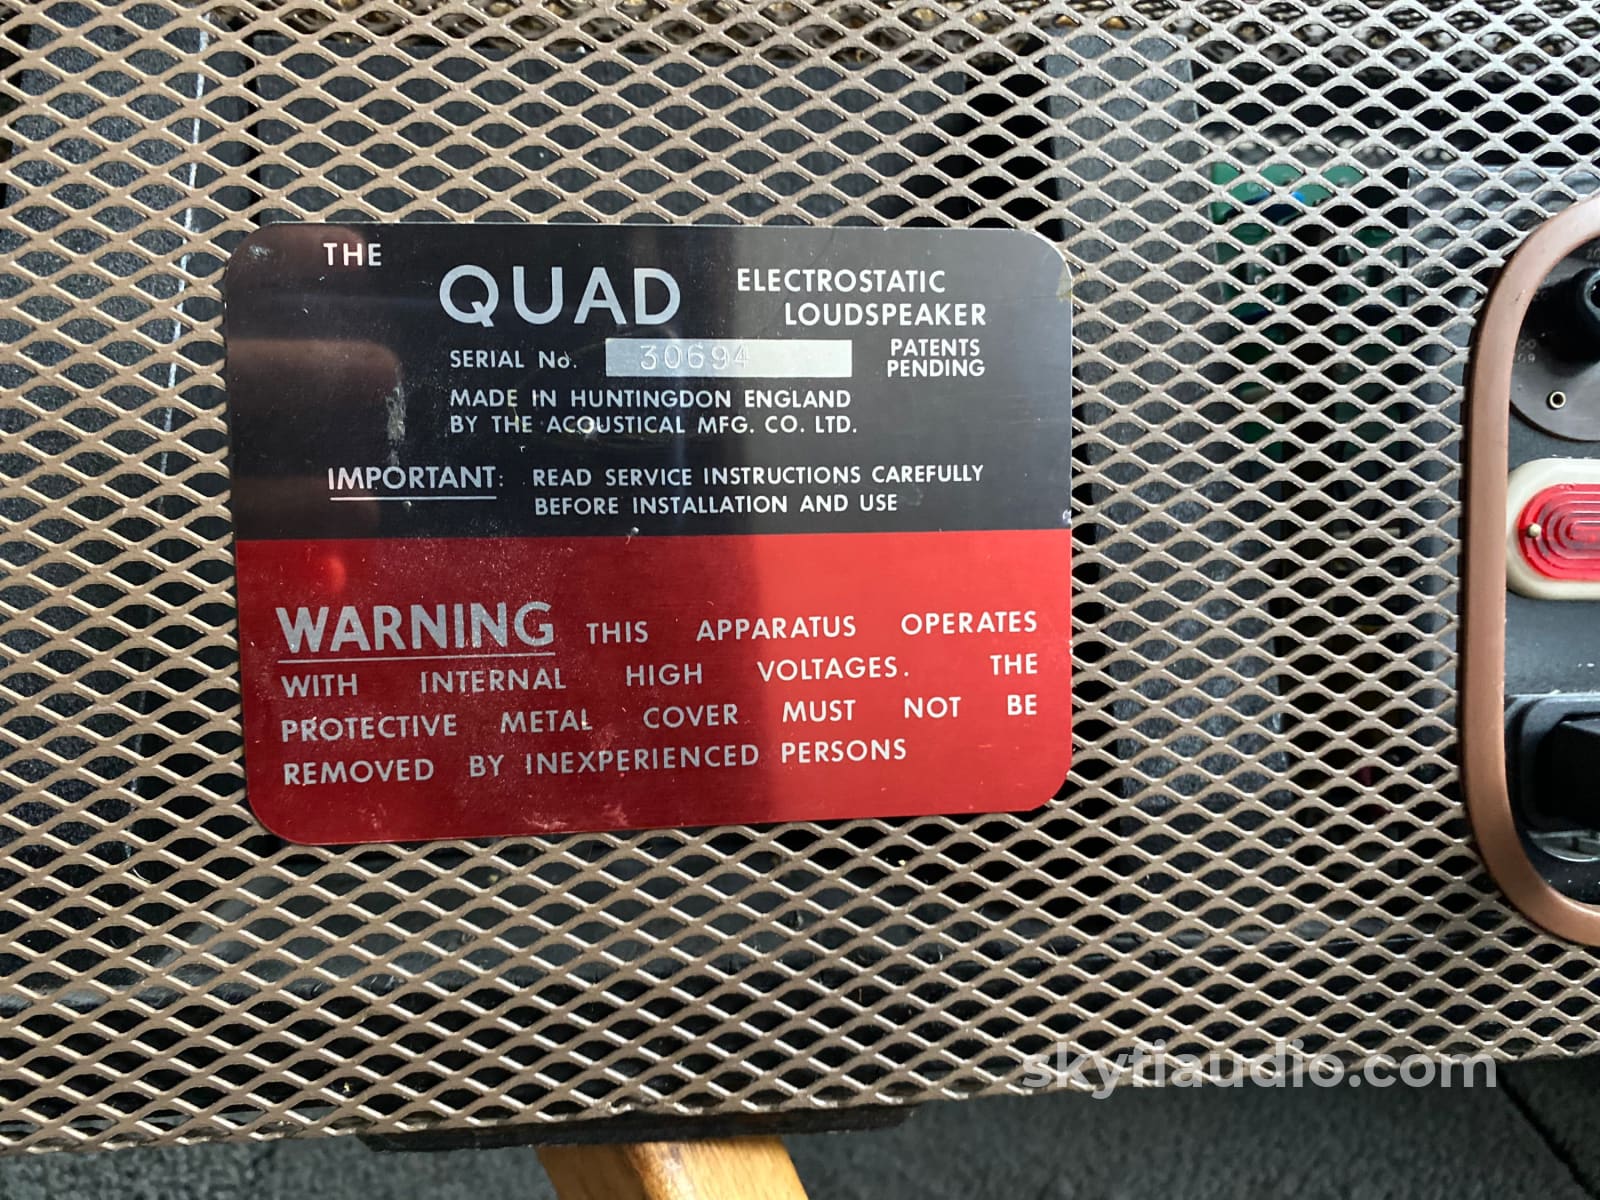 THE
QUAD ELECTROSTATIC
LOUDSPEAKER
SERIAL No. 30694 PATENTS
PENDING
MADE IN HUNTINGDON ENGLAND
BY THE ACOUSTICAL MFG. CO. LTD.
IMPORTANT: READ SERVICE INSTRUCTIONS CAREFULLY
BEFORE INSTALLATION AND USE
WARNING THIS APPARATUS OPERATES
WITH INTERNAL HIGH VOLTAGES. THE
PROTECTIVE METAL COVER MUST NOT BE
REMOVED BY INEXPERIENCED PERSONS
skyfiaudio.com